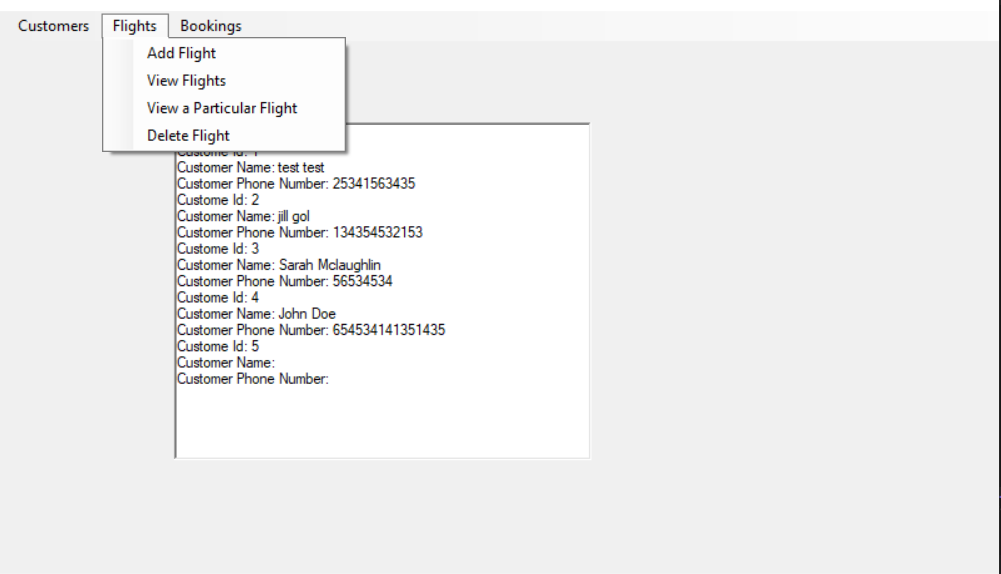 Customers Flights Bookings
Add Flight
View Flights
View a Particular Flight
Delete Flight
Custome Id: 1
Customer Name: test test
Customer Phone Number: 25341563435
Custome Id: 2
Customer Name: jill gol
Customer Phone Number: 134354532153
Custome Id: 3
Customer Name: Sarah Mclaughlin
Customer Phone Number: 56534534
Custome Id: 4
Customer Name: John Doe
Customer Phone Number: 654534141351435
Custome Id: 5
Customer Name:
Customer Phone Number: